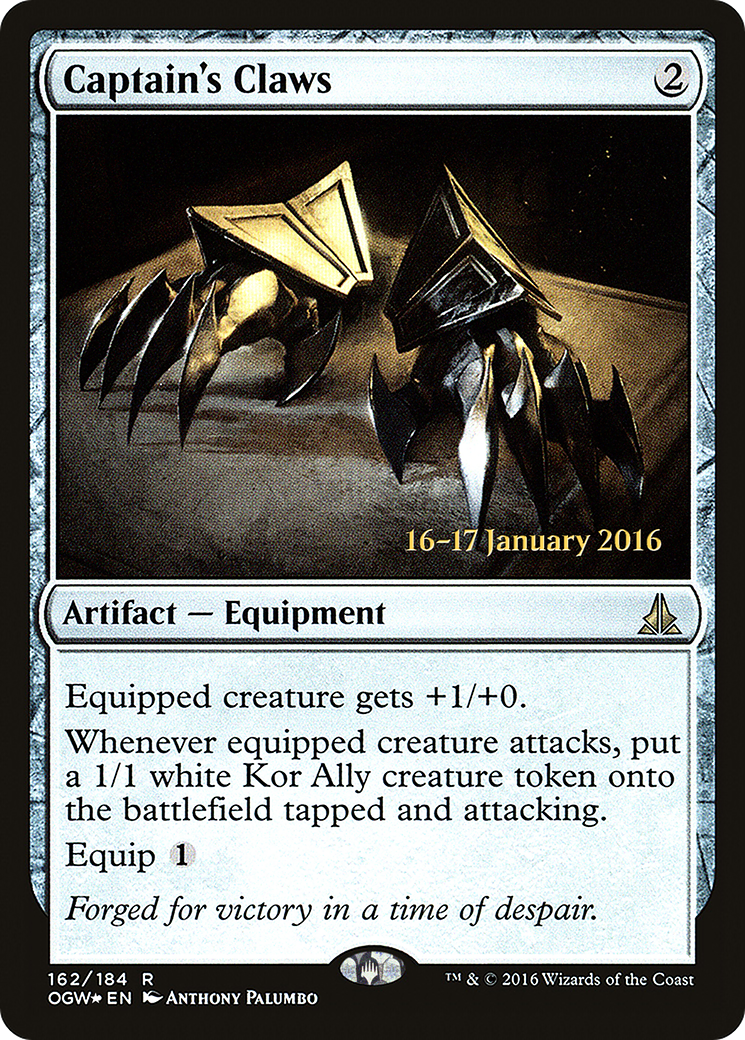 Captain's Claws 2
16–17 January 2016
Artifact — Equipment
Equipped creature gets +1/+0.
Whenever equipped creature attacks, put
a 1/1 white Kor Ally creature token onto
the battlefield tapped and attacking.
Equip 1
Forged for victory in a time of despair.
162/184 R
OGW★ EN Anthony Palumbo
™ & © 2016 Wizards of the Coast